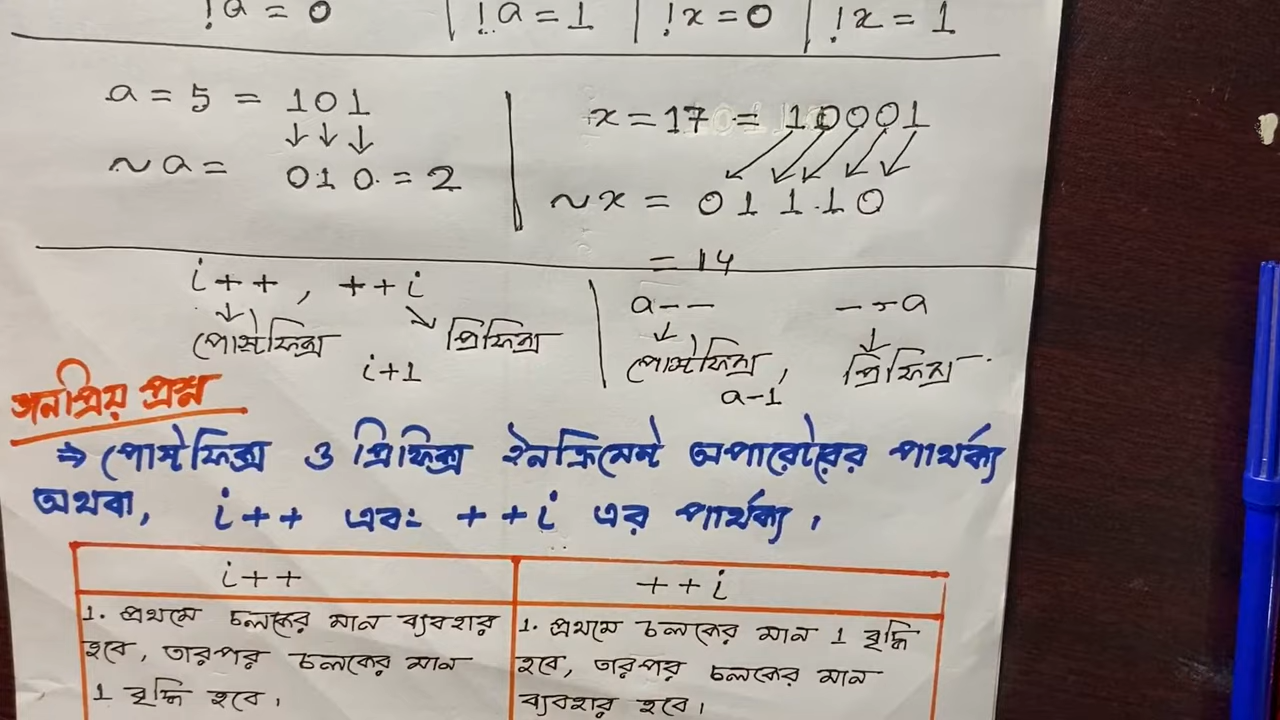 !a = 0 | !a = 1 | !x = 0 | !x = 1
a = 5 = 101
~a = 010 = 2
x = 17 = 10001
~x = 01110
= 14
i++ , ++i
পোস্টফিক্স প্রিফিক্স
i+1
a-- --a
পোস্টফিক্স, প্রিফিক্স
a-1
জনপ্রিয় প্রশ্ন
⇒ পোস্টফিক্স ও প্রিফিক্স ইনক্রিমেন্ট অপারেটরের পার্থক্য
অথবা, i++ এবং ++i এর পার্থক্য।
i++
1. প্রথমে চলকের মান ব্যবহার
হবে, তারপর চলকের মান
1 বৃদ্ধি হবে।
++i
1. প্রথমে চলকের মান 1 বৃদ্ধি
হবে, তারপর চলকের মান
ব্যবহার হবে।